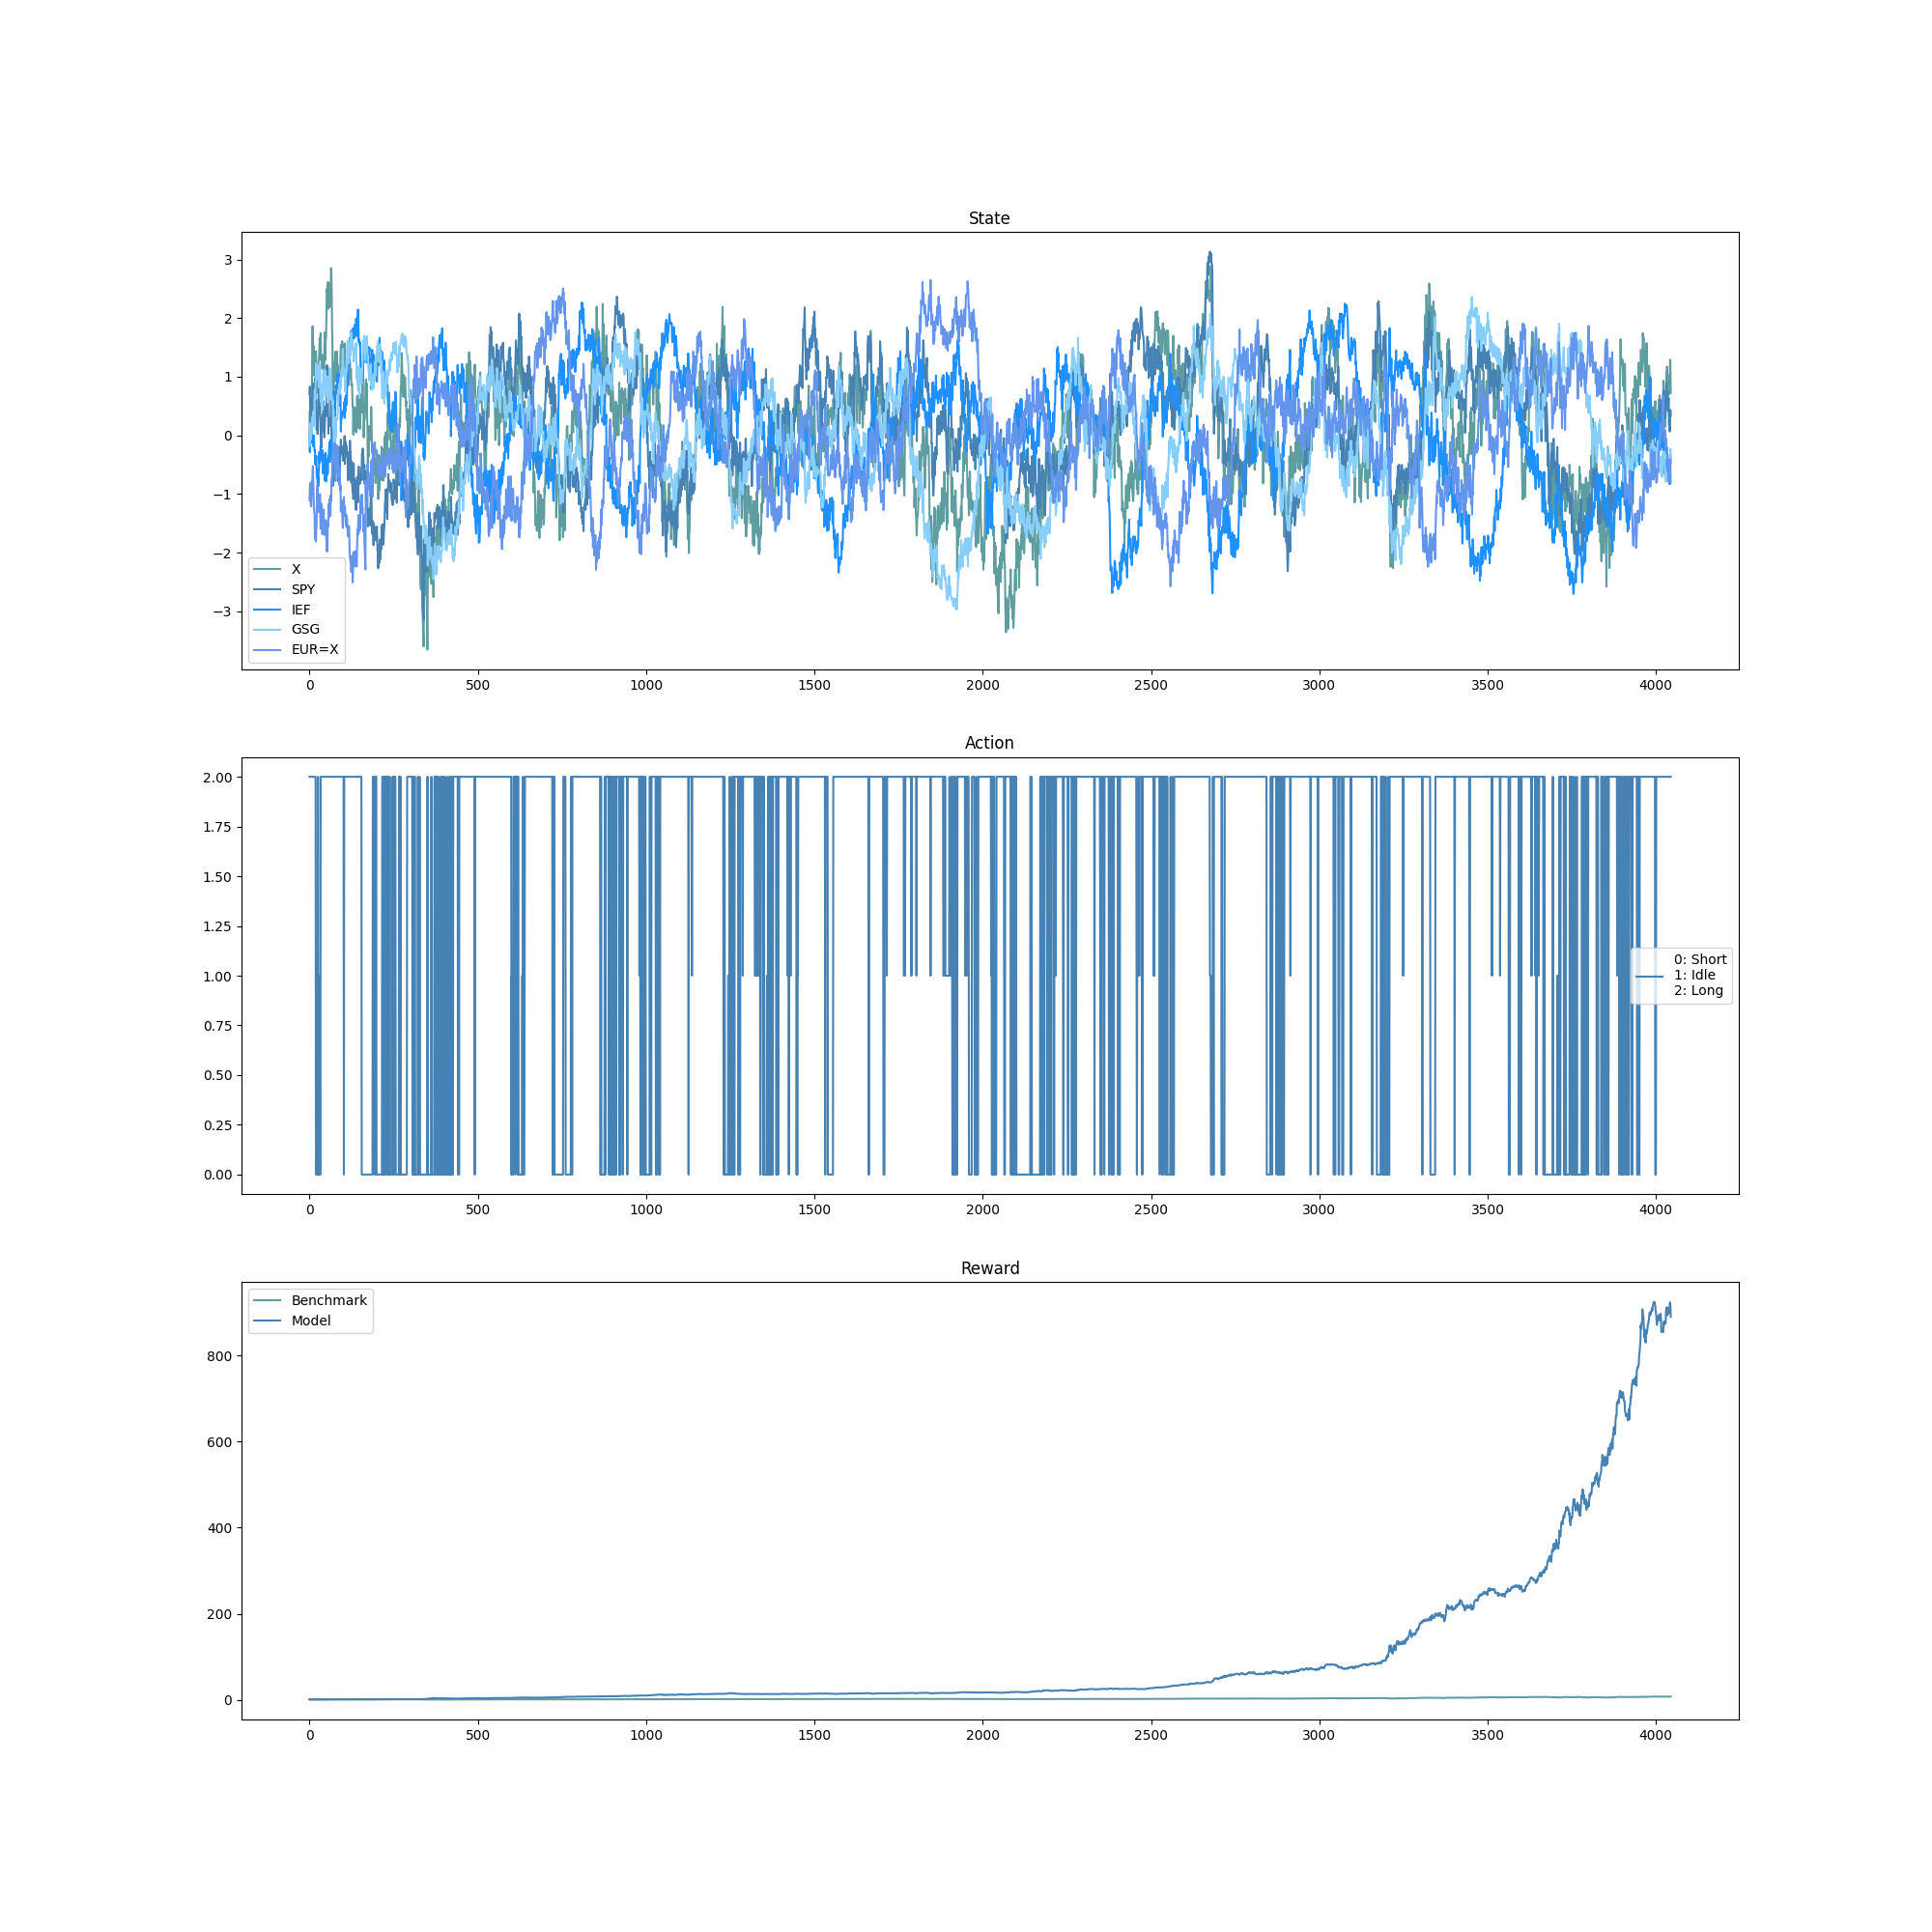 State
3
2
1
0
−1
−2
−3
X
SPY
IEF
GSG
EUR=X
0 500 1000 1500 2000 2500 3000 3500 4000
Action
2.00
1.75
1.50
1.25
1.00
0.75
0.50
0.25
0.00
0: Short
1: Idle
2: Long
0 500 1000 1500 2000 2500 3000 3500 4000
Reward
Benchmark
Model
800
600
400
200
0
0 500 1000 1500 2000 2500 3000 3500 4000